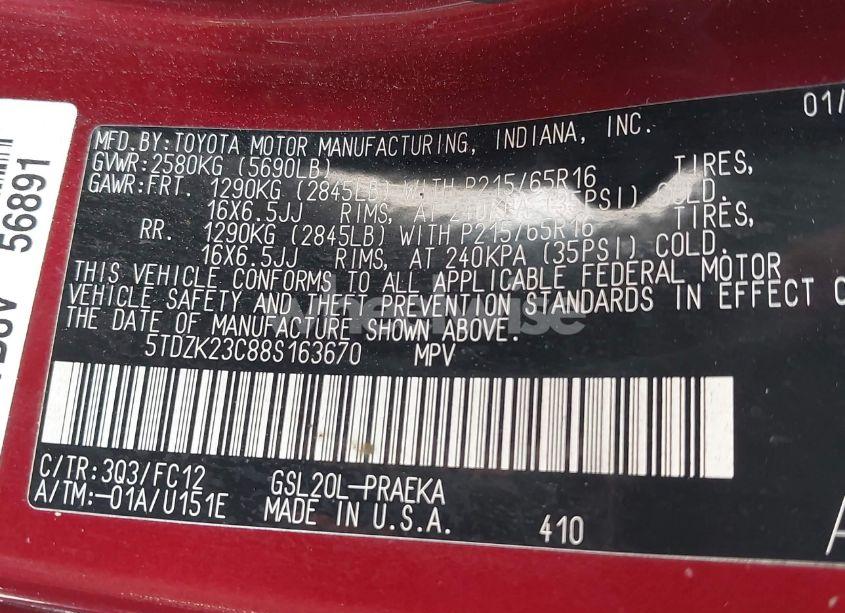 01/
MFD.BY:TOYOTA MOTOR MANUFACTURING, INDIANA, INC.
GVWR:2580KG (5690LB)
GAWR:FRT. 1290KG (2845LB) WITH P215/65R16 TIRES,
16X6.5JJ RIMS, AT 240KPA (35PSI) COLD.
RR. 1290KG (2845LB) WITH P215/65R16 TIRES,
16X6.5JJ RIMS, AT 240KPA (35PSI) COLD.
THIS VEHICLE CONFORMS TO ALL APPLICABLE FEDERAL MOTOR
VEHICLE SAFETY AND THEFT PREVENTION STANDARDS IN EFFECT O
THE DATE OF MANUFACTURE SHOWN ABOVE.
5TDZK23C88S163670 MPV
C/TR:3Q3/FC12 GSL20L-PRAEKA
A/TM:-01A/U151E MADE IN U.S.A. 410
56891